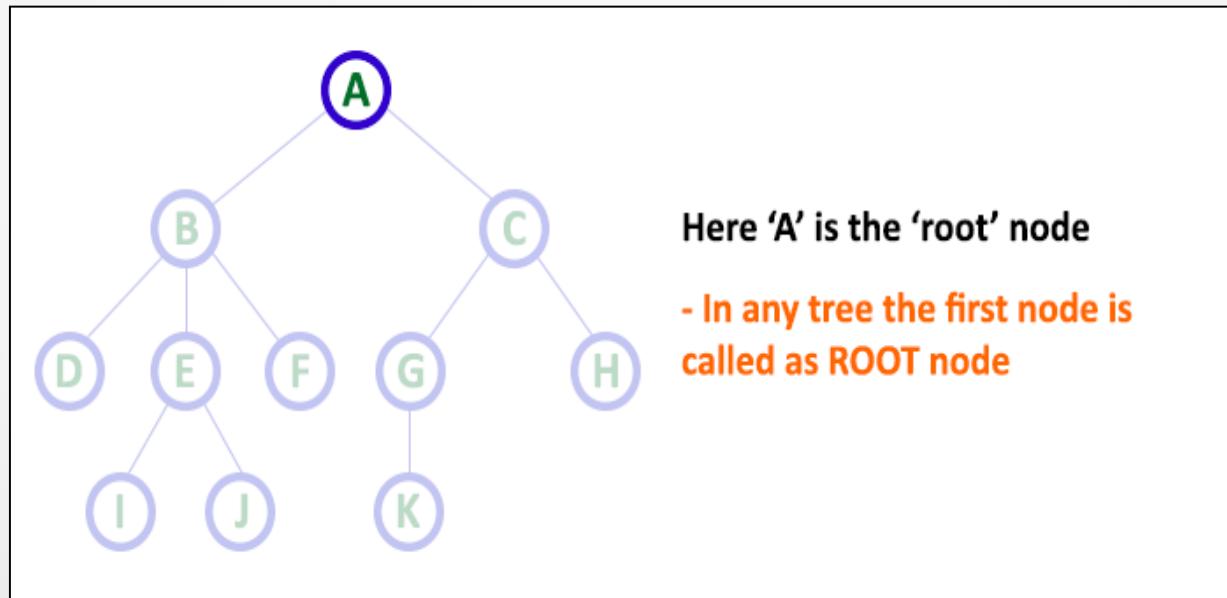 A
B C
Here ‘A’ is the ‘root’ node
- In any tree the first node is
called as ROOT node
D E F G H
I J K